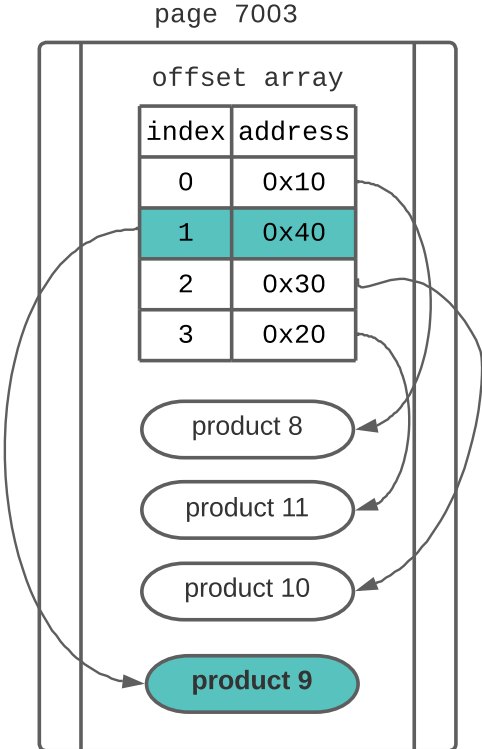 page 7003
offset array
index address
0 0x10
1 0x40
2 0x30
3 0x20
product 8
product 11
product 10
product 9